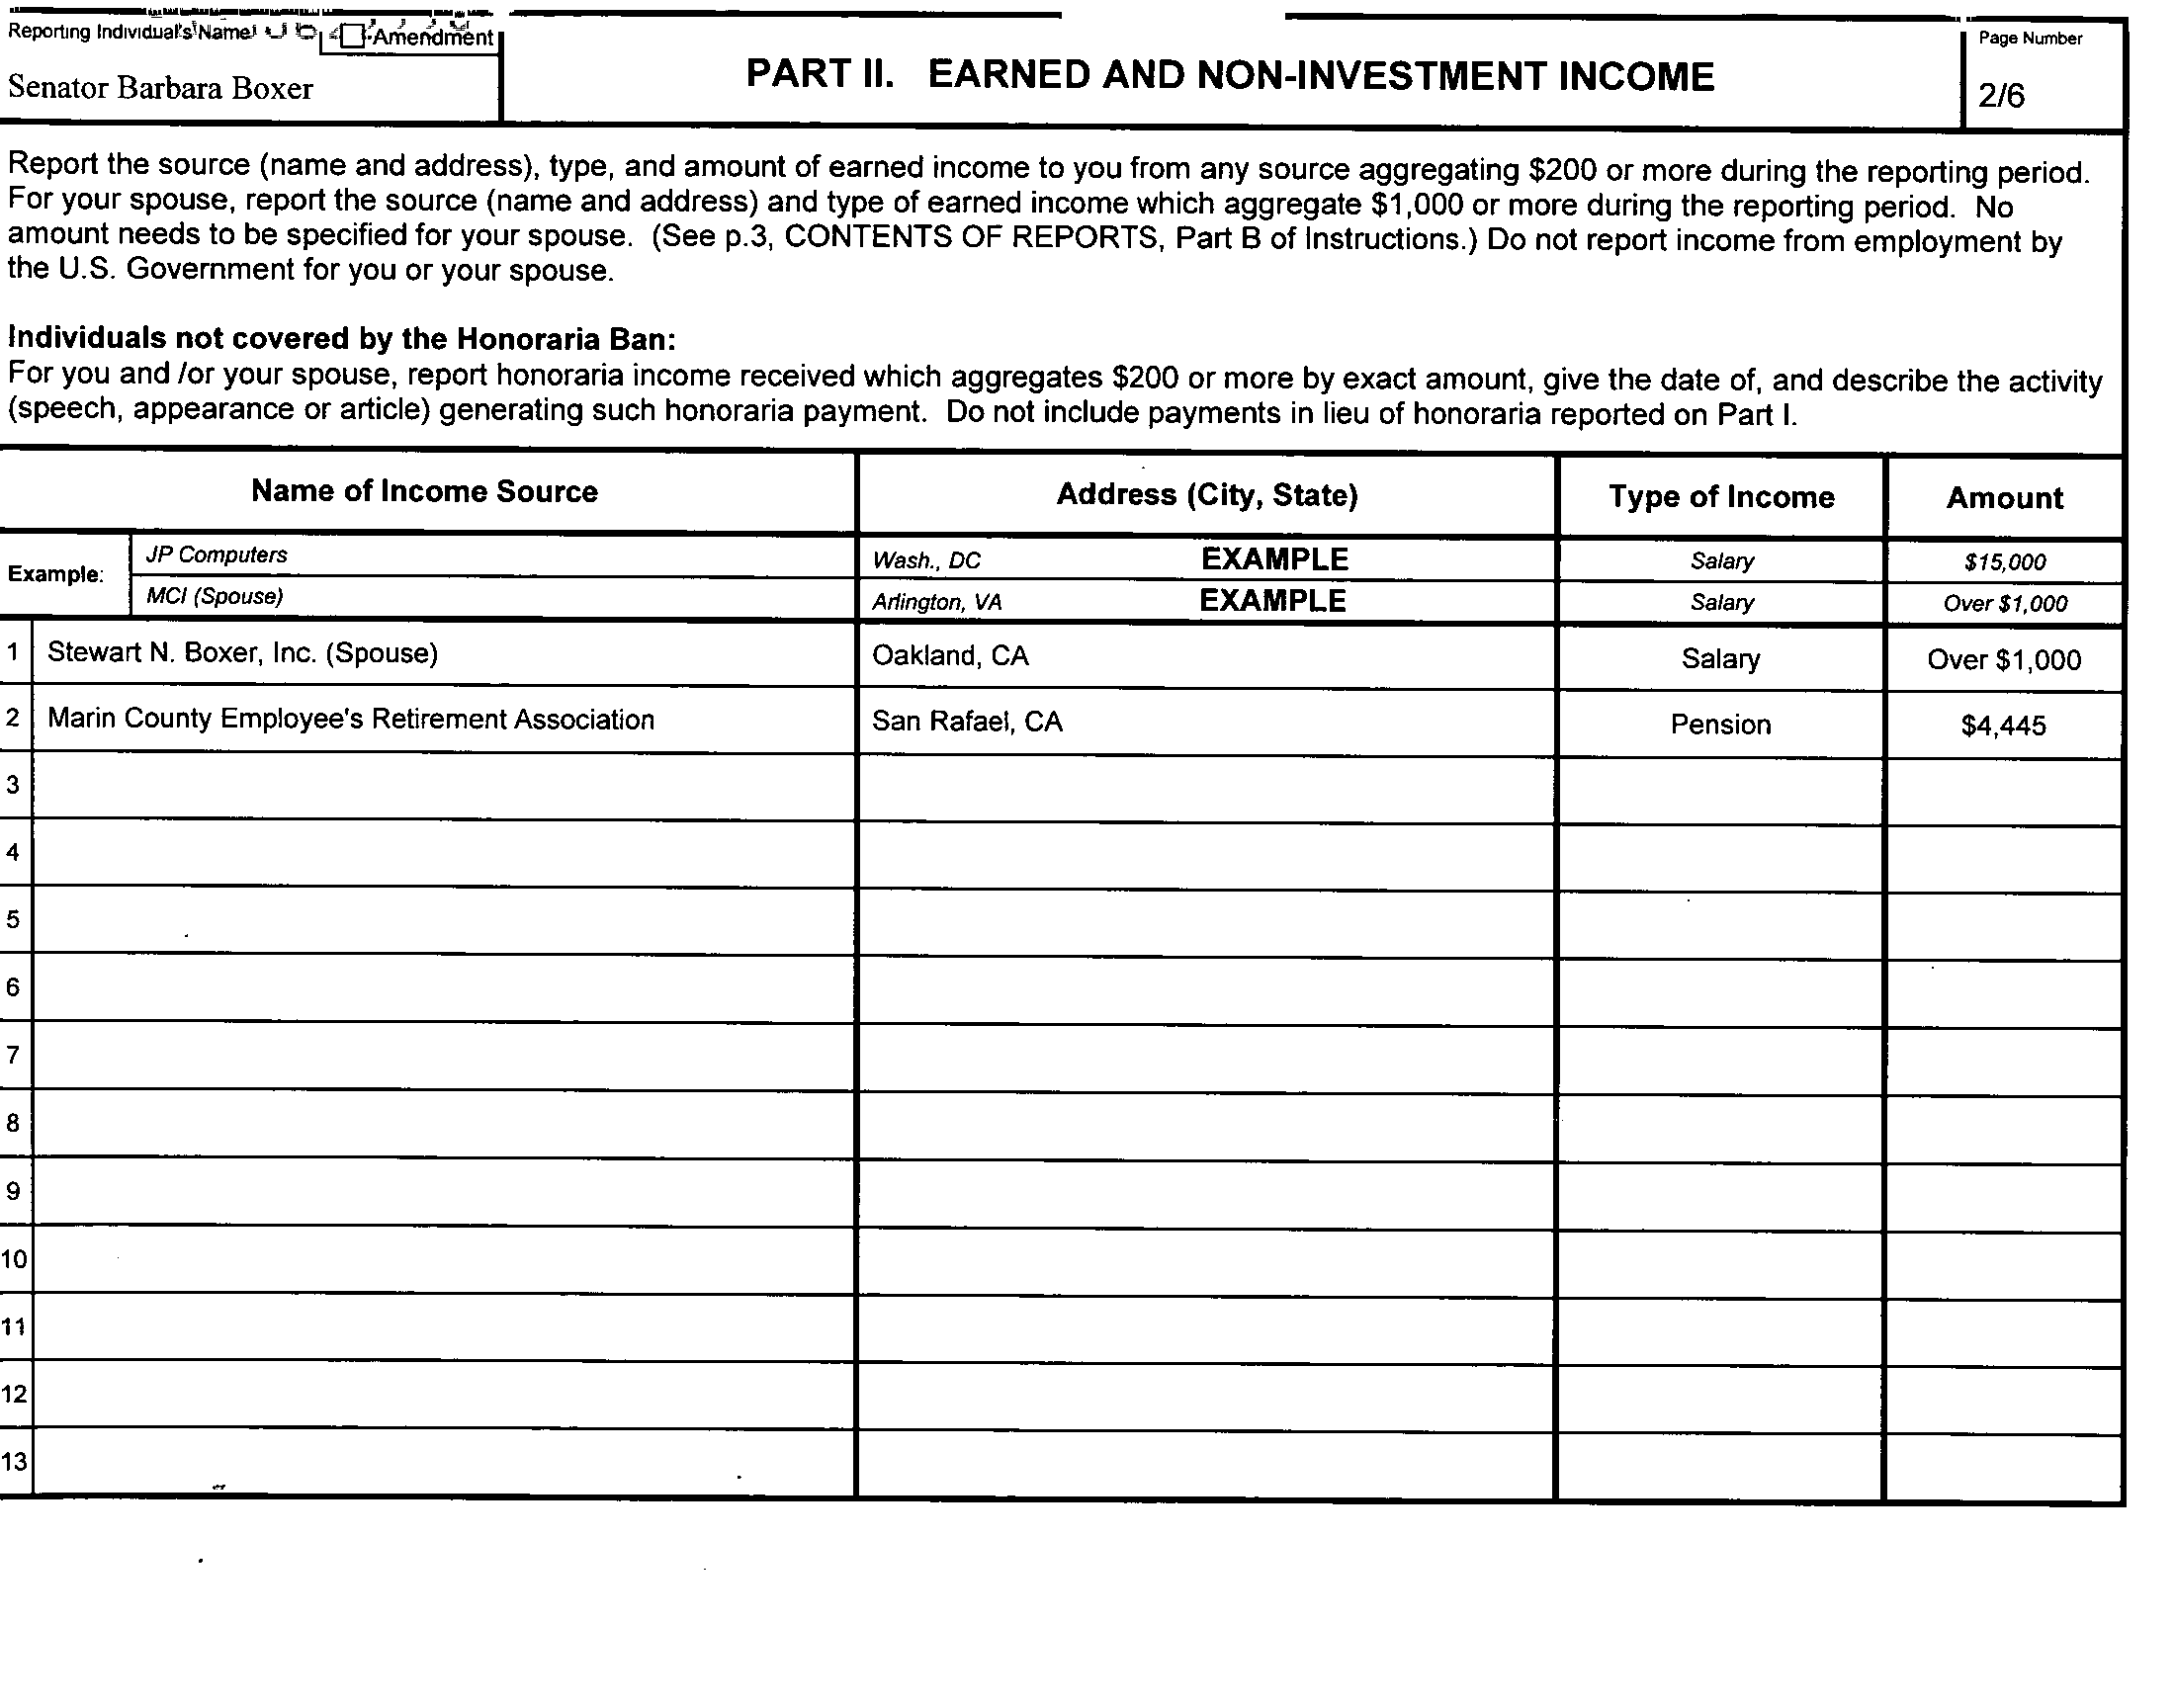 Reporting Individual's Name
Amendment
Senator Barbara Boxer
PART II. EARNED AND NON-INVESTMENT INCOME
Page Number
2/6
Report the source (name and address), type, and amount of earned income to you from any source aggregating $200 or more during the reporting period.
For your spouse, report the source (name and address) and type of earned income which aggregate $1,000 or more during the reporting period. No
amount needs to be specified for your spouse. (See p.3, CONTENTS OF REPORTS, Part B of Instructions.) Do not report income from employment by
the U.S. Government for you or your spouse.
Individuals not covered by the Honoraria Ban:
For you and /or your spouse, report honoraria income received which aggregates $200 or more by exact amount, give the date of, and describe the activity
(speech, appearance or article) generating such honoraria payment. Do not include payments in lieu of honoraria reported on Part I.
Name of Income Source Address (City, State) Type of Income Amount
Example:
JP Computers Wash., DC EXAMPLE Salary $15,000
MCI (Spouse) Arlington, VA EXAMPLE Salary Over $1,000
1 Stewart N. Boxer, Inc. (Spouse) Oakland, CA Salary Over $1,000
2 Marin County Employee's Retirement Association San Rafael, CA Pension $4,445
3
4
5
6
7
8
9
10
11
12
13